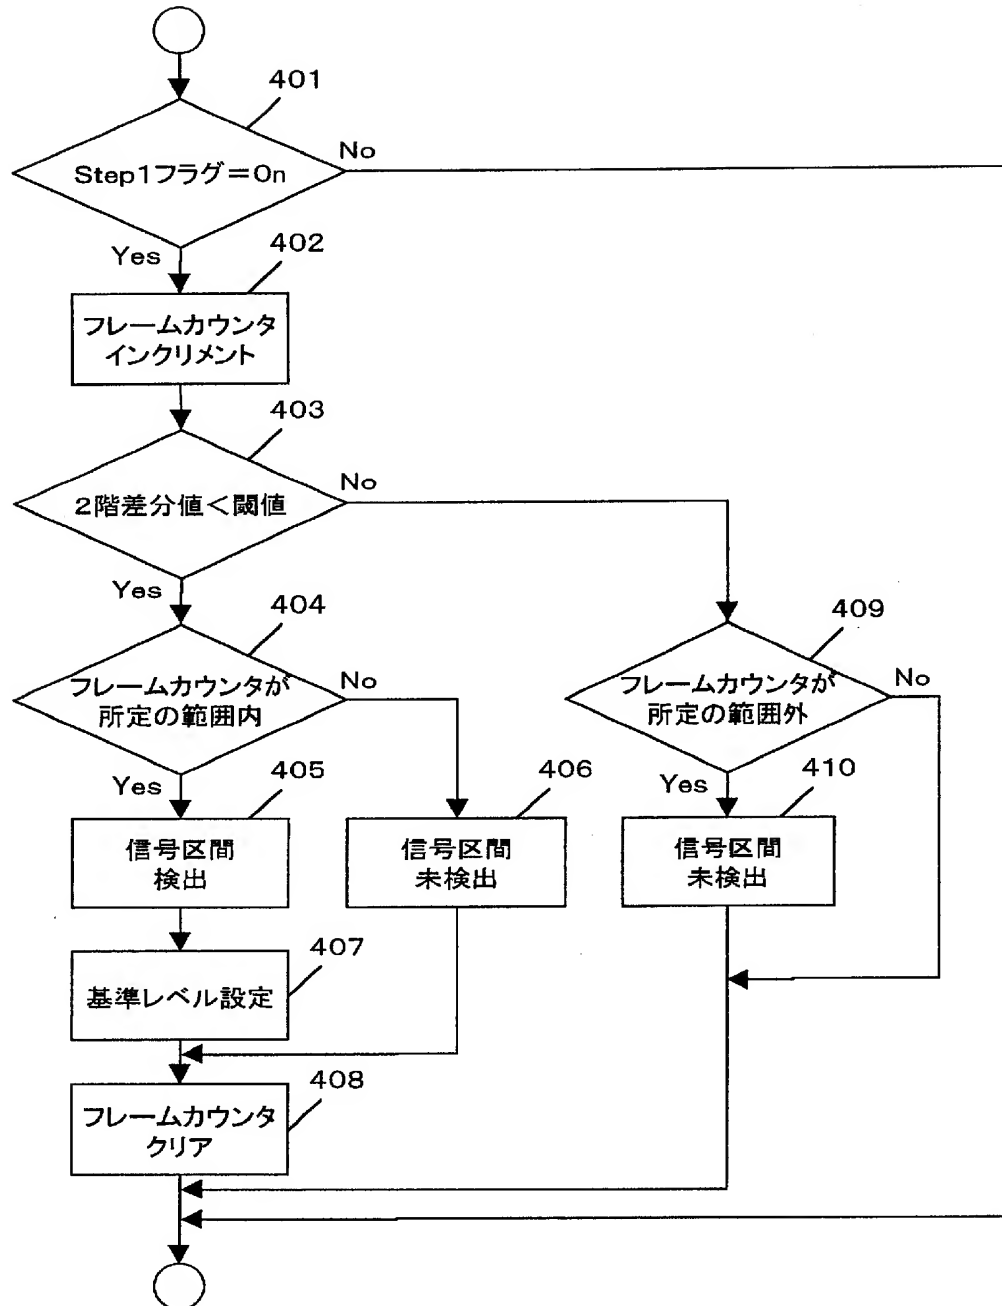 401
Step1フラグ＝On
No
Yes
402
フレームカウンタ
インクリメント
403
2階差分値＜閾値
No
Yes
404
フレームカウンタが
所定の範囲内
No
409
フレームカウンタが
所定の範囲外
No
Yes
405
信号区間
検出
406
信号区間
未検出
Yes
410
信号区間
未検出
407
基準レベル設定
408
フレームカウンタ
クリア